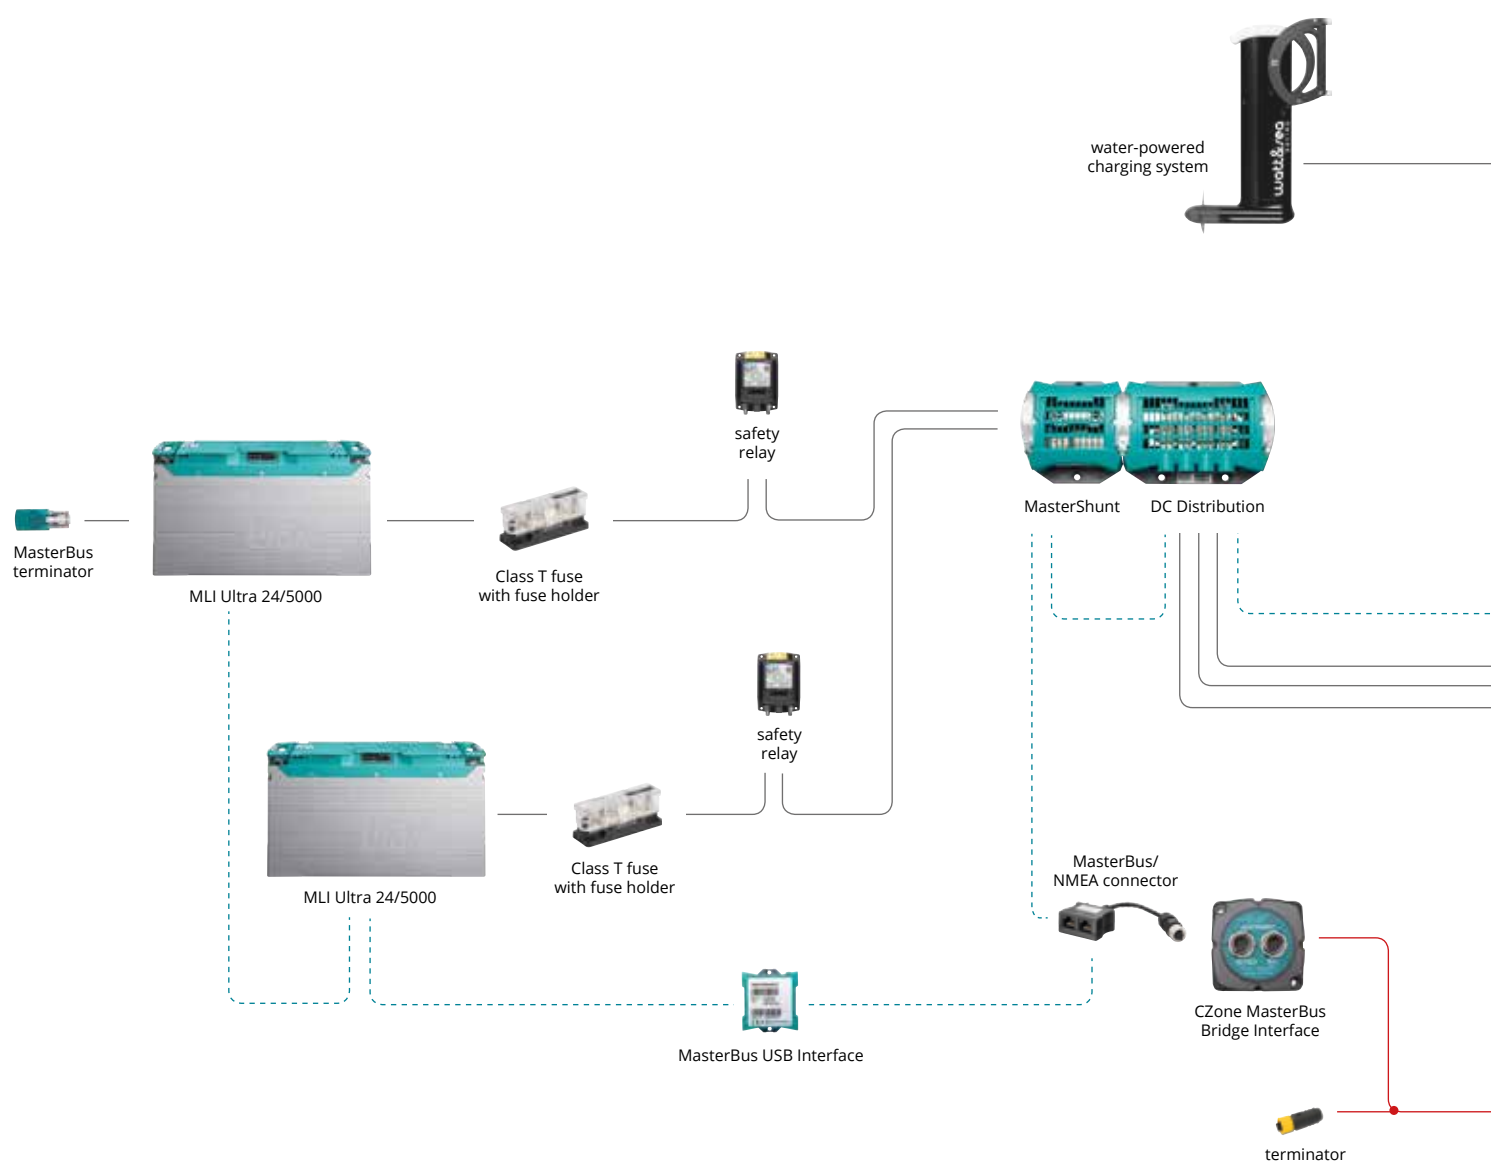 water-powered
charging system
watt&sea
safety
relay
MasterShunt
DC Distribution
MasterBus
terminator
MLI Ultra 24/5000
Class T fuse
with fuse holder
safety
relay
MLI Ultra 24/5000
Class T fuse
with fuse holder
MasterBus/
NMEA connector
CZone MasterBus
Bridge Interface
MasterBus USB Interface
terminator